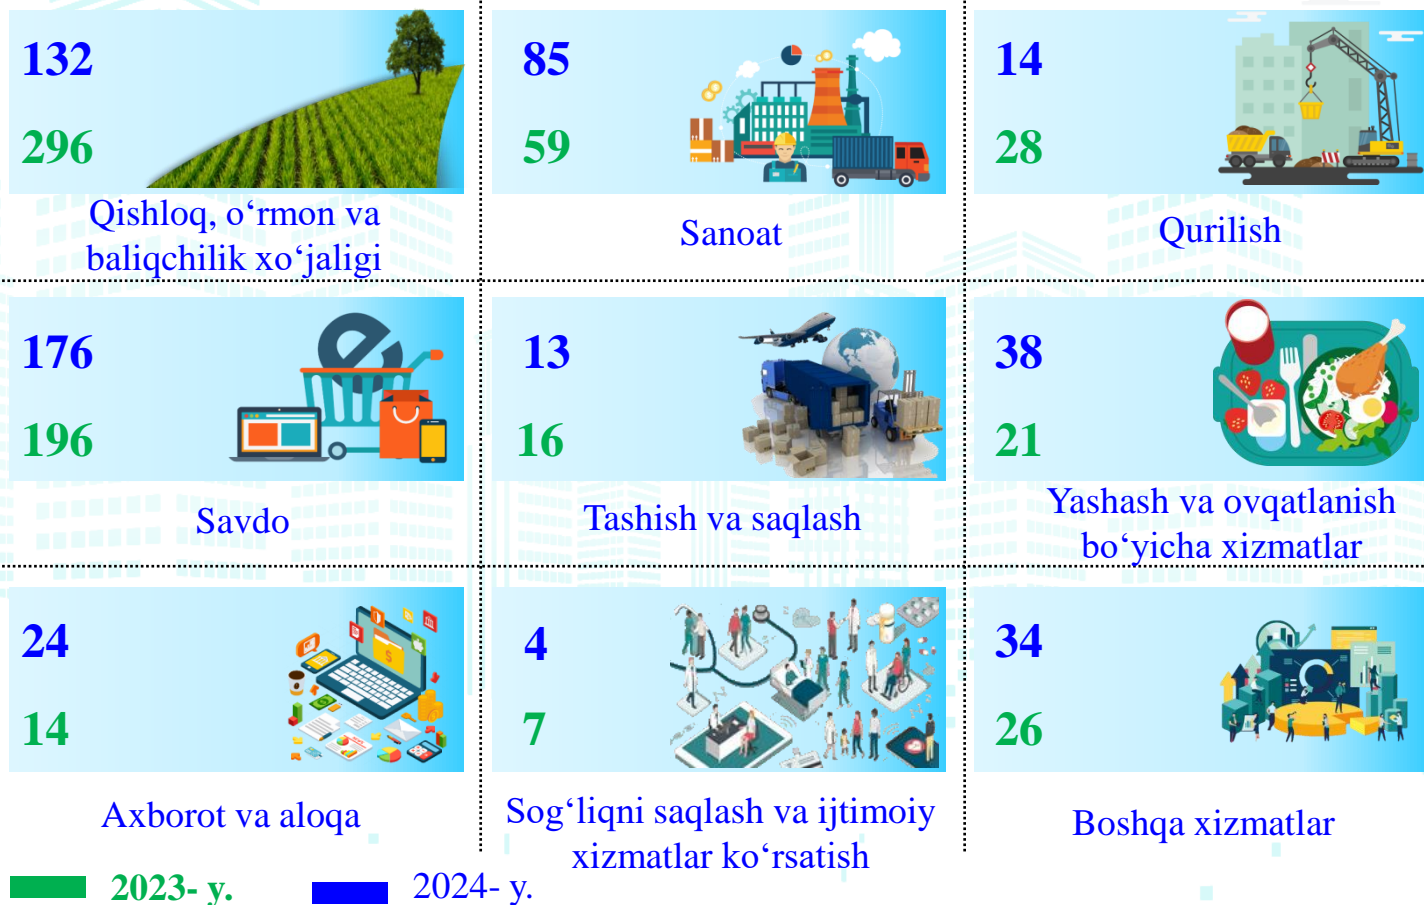 132
296
Qishloq, o‘rmon va
baliqchilik xo‘jaligi
85
59
Sanoat
14
28
Qurilish
176
196
Savdo
13
16
Tashish va saqlash
38
21
Yashash va ovqatlanish
bo‘yicha xizmatlar
24
14
Axborot va aloqa
4
7
Sog‘liqni saqlash va ijtimoiy
xizmatlar ko‘rsatish
34
26
Boshqa xizmatlar
2023- y.
2024- y.